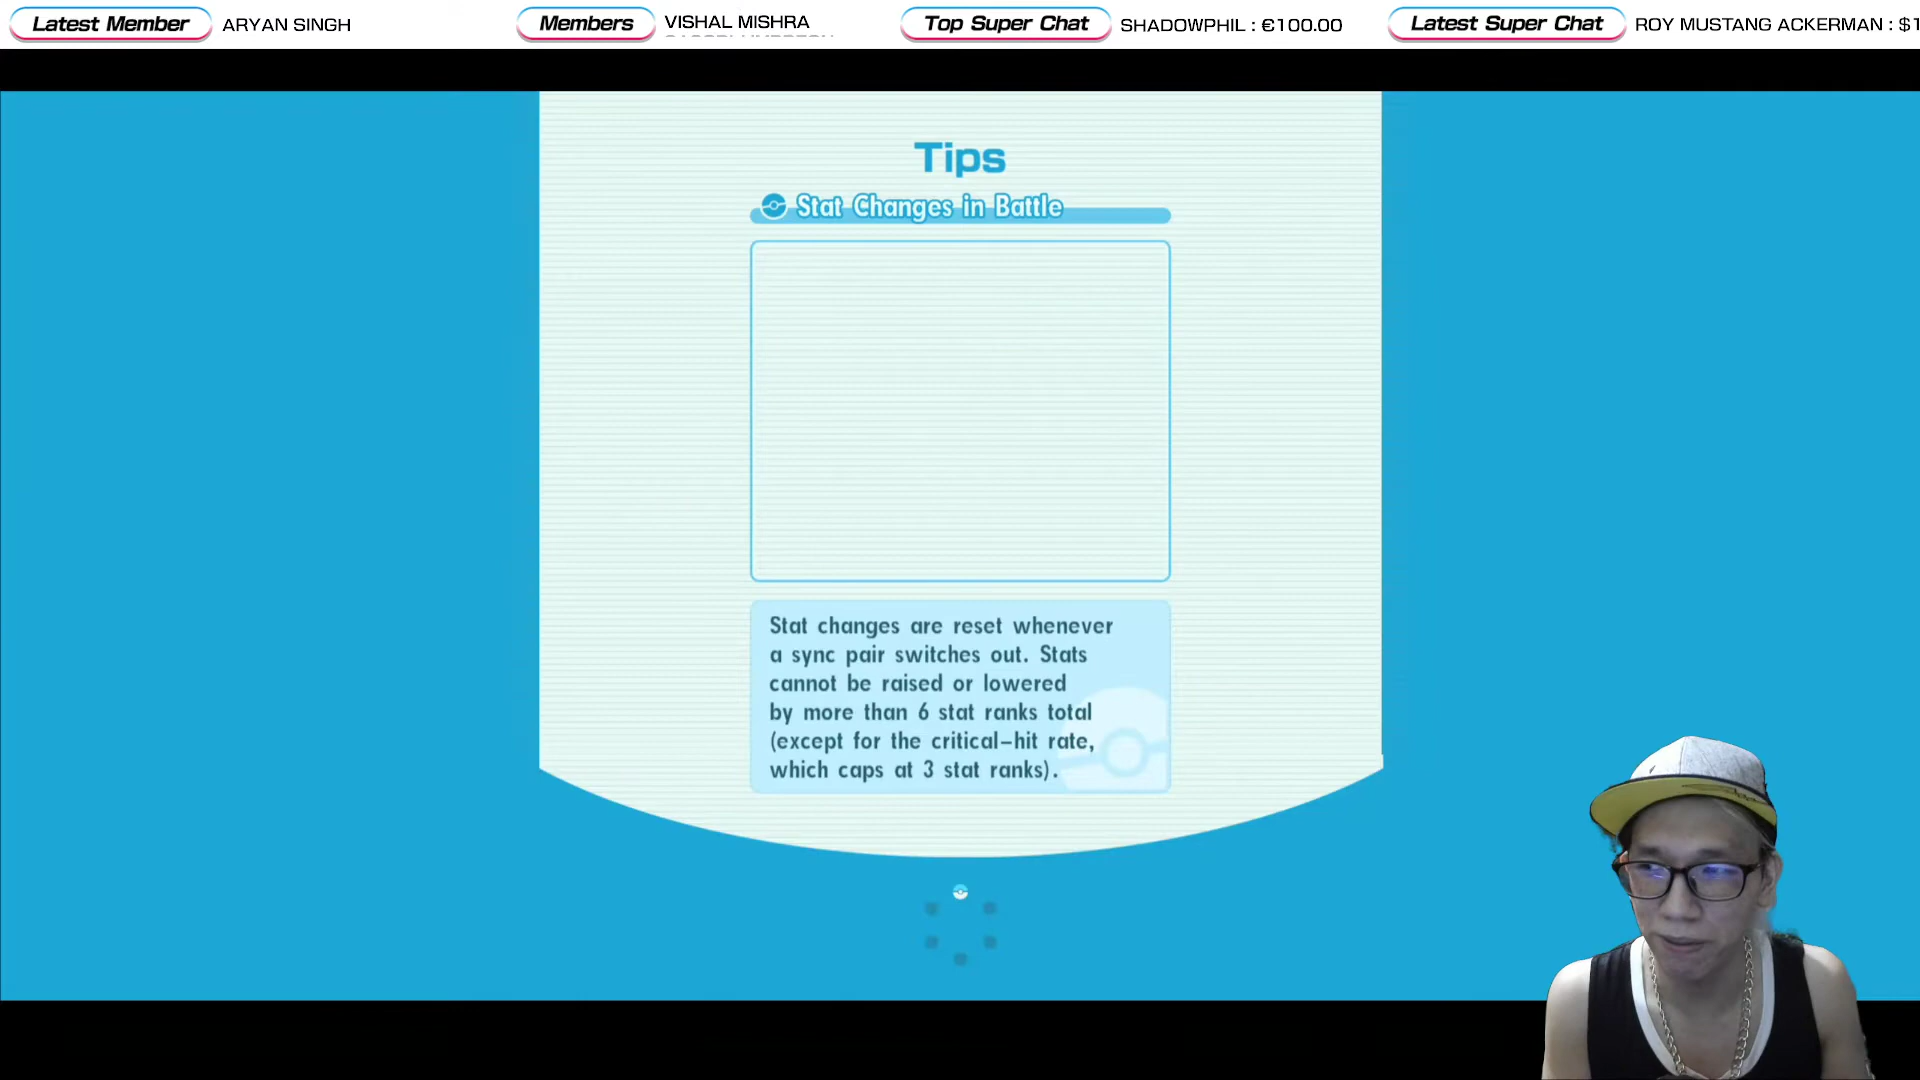 Latest Member ARYAN SINGH Members VISHAL MISHRA Top Super Chat SHADOWPHIL : €100.00 Latest Super Chat ROY MUSTANG ACKERMAN : $1
Tips
Stat Changes in Battle
Stat changes are reset whenever
a sync pair switches out. Stats
cannot be raised or lowered
by more than 6 stat ranks total
(except for the critical-hit rate,
which caps at 3 stat ranks).